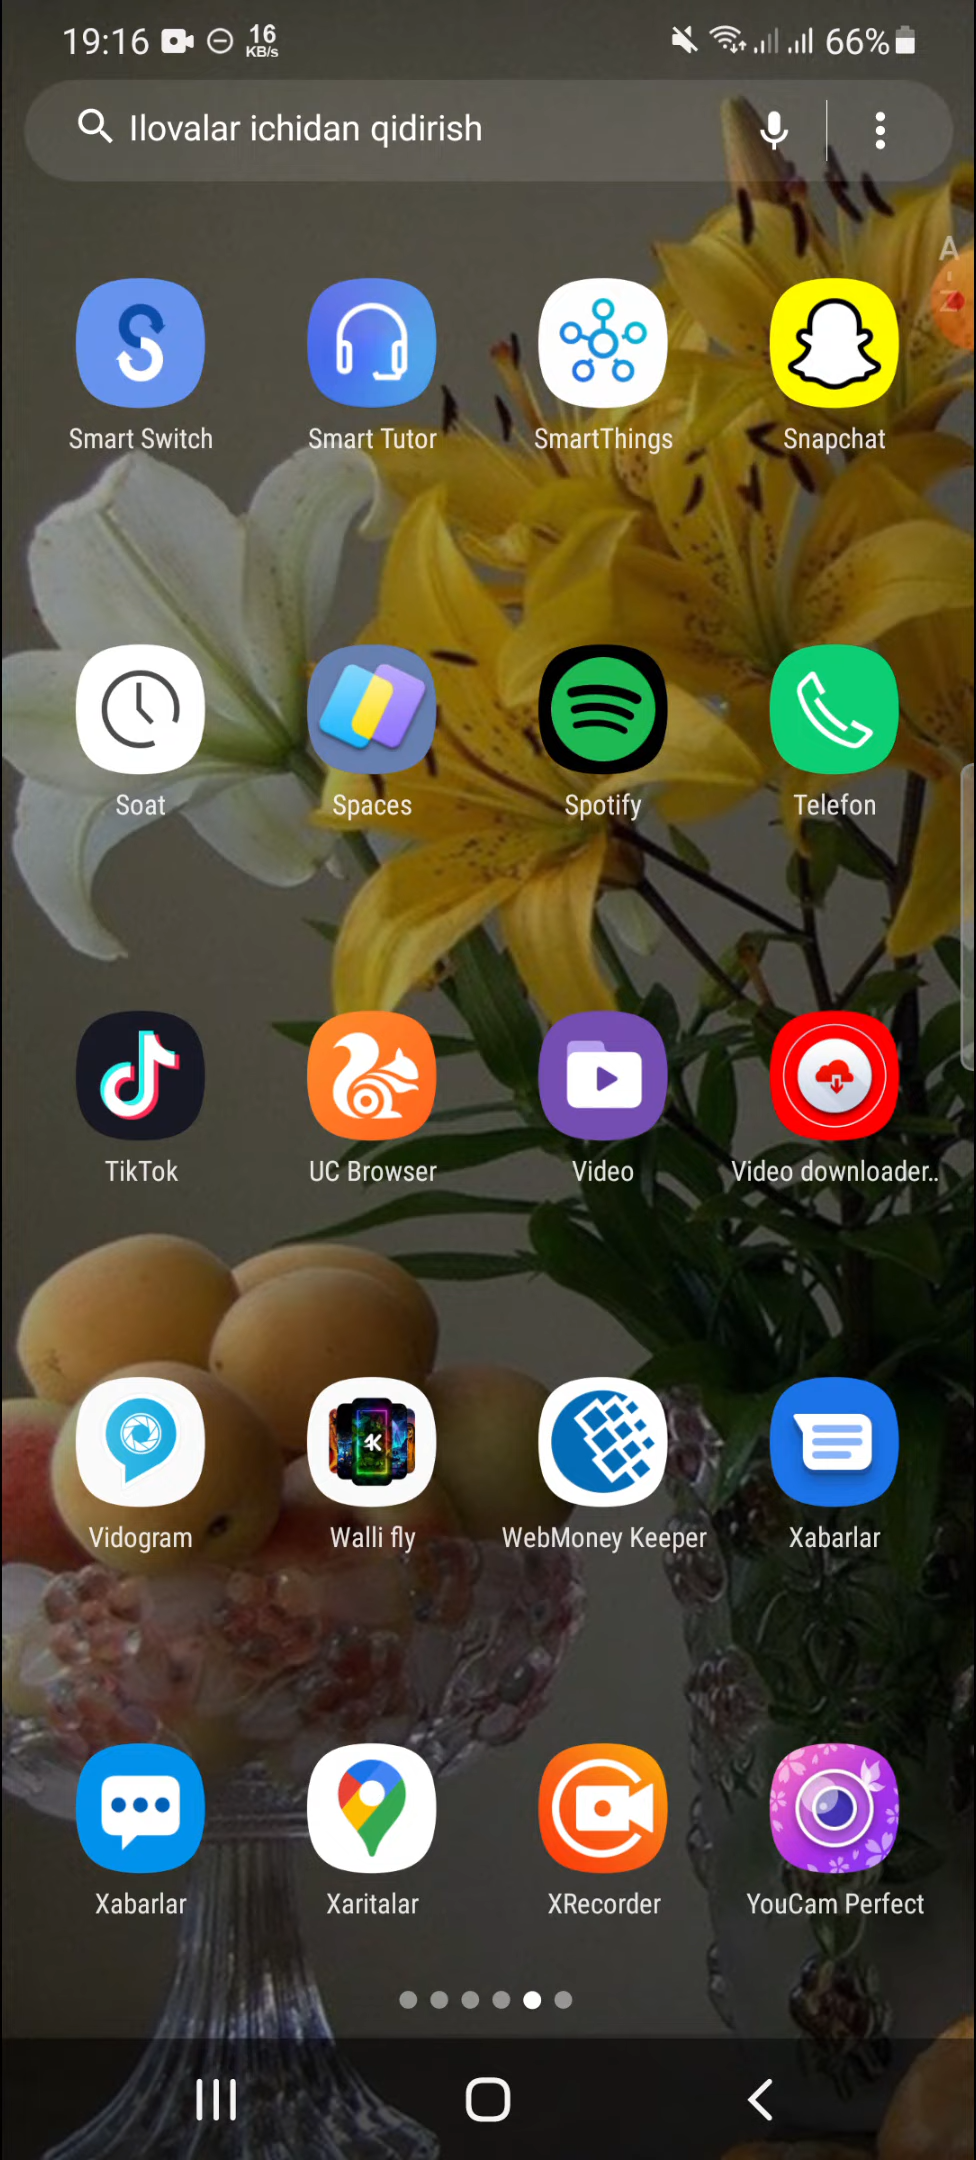 19:16 16 KB/s 66%
Ilovalar ichidan qidirish
A
Z
Smart Switch Smart Tutor SmartThings Snapchat
Soat Spaces Spotify Telefon
TikTok UC Browser Video Video downloader..
Vidogram Walli fly WebMoney Keeper Xabarlar
Xabarlar Xaritalar XRecorder YouCam Perfect